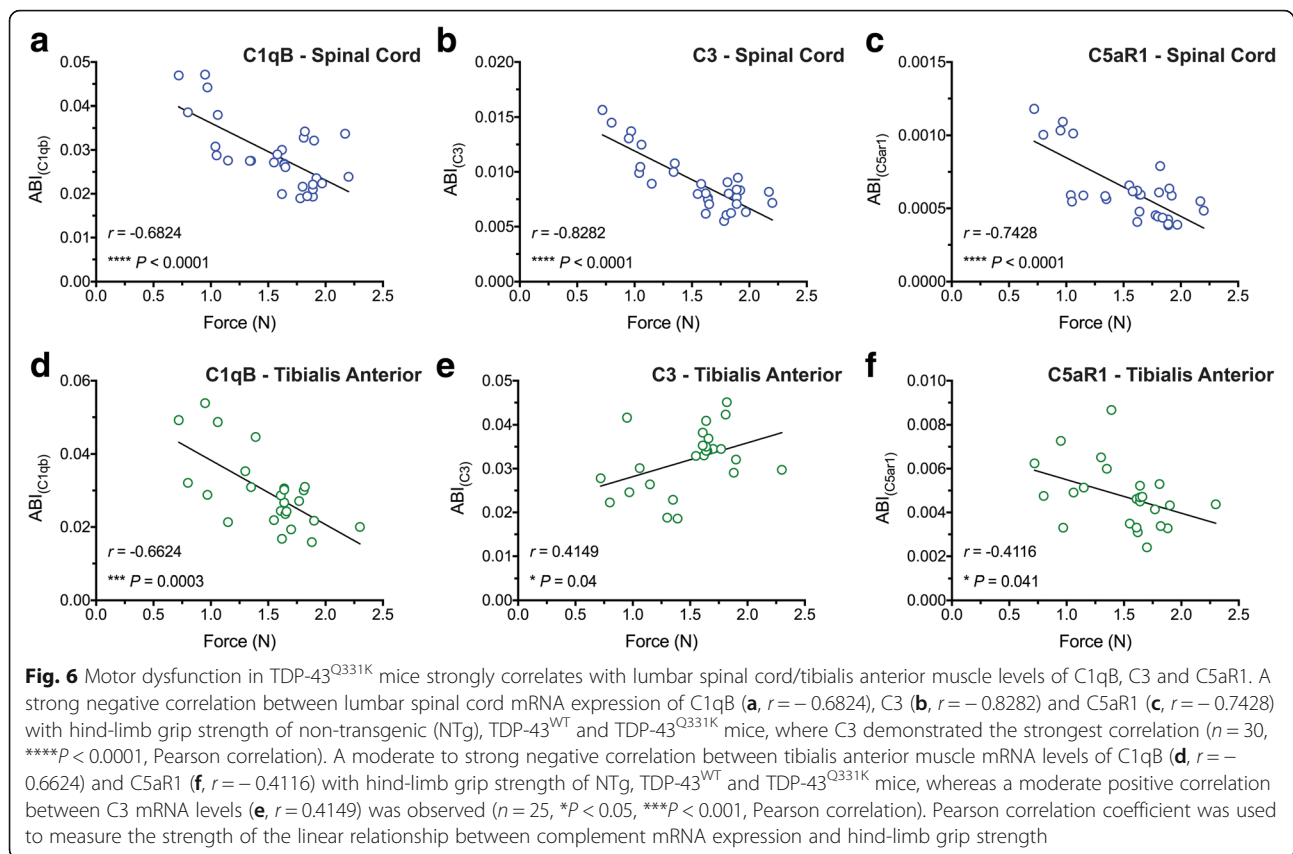 a
C1qB - Spinal Cord
0.05
0.04
0.03
0.02
0.01
0.00
ABI(C1qb)
r = -0.6824
**** P < 0.0001
0.0 0.5 1.0 1.5 2.0 2.5
Force (N)
b
C3 - Spinal Cord
0.020
0.015
0.010
0.005
0.000
ABI(C3)
r = -0.8282
**** P < 0.0001
0.0 0.5 1.0 1.5 2.0 2.5
Force (N)
c
C5aR1 - Spinal Cord
0.0015
0.0010
0.0005
0.0000
ABI(C5ar1)
r = -0.7428
**** P < 0.0001
0.0 0.5 1.0 1.5 2.0 2.5
Force (N)
d
C1qB - Tibialis Anterior
0.06
0.04
0.02
0.00
ABI(C1qb)
r = -0.6624
*** P = 0.0003
0.0 0.5 1.0 1.5 2.0 2.5
Force (N)
e
C3 - Tibialis Anterior
0.05
0.04
0.03
0.02
0.01
0.00
ABI(C3)
r = 0.4149
* P = 0.04
0.0 0.5 1.0 1.5 2.0 2.5
Force (N)
f
C5aR1 - Tibialis Anterior
0.010
0.008
0.006
0.004
0.002
0.000
ABI(C5ar1)
r = -0.4116
* P = 0.041
0.0 0.5 1.0 1.5 2.0 2.5
Force (N)
Fig. 6 Motor dysfunction in TDP-43Q331K mice strongly correlates with lumbar spinal cord/tibialis anterior muscle levels of C1qB, C3 and C5aR1. A
strong negative correlation between lumbar spinal cord mRNA expression of C1qB (a, r = − 0.6824), C3 (b, r = − 0.8282) and C5aR1 (c, r = − 0.7428)
with hind-limb grip strength of non-transgenic (NTg), TDP-43WT and TDP-43Q331K mice, where C3 demonstrated the strongest correlation (n = 30,
****P < 0.0001, Pearson correlation). A moderate to strong negative correlation between tibialis anterior muscle mRNA levels of C1qB (d, r = −
0.6624) and C5aR1 (f, r = − 0.4116) with hind-limb grip strength of NTg, TDP-43WT and TDP-43Q331K mice, whereas a moderate positive correlation
between C3 mRNA levels (e, r = 0.4149) was observed (n = 25, *P < 0.05, ***P < 0.001, Pearson correlation). Pearson correlation coefficient was used
to measure the strength of the linear relationship between complement mRNA expression and hind-limb grip strength